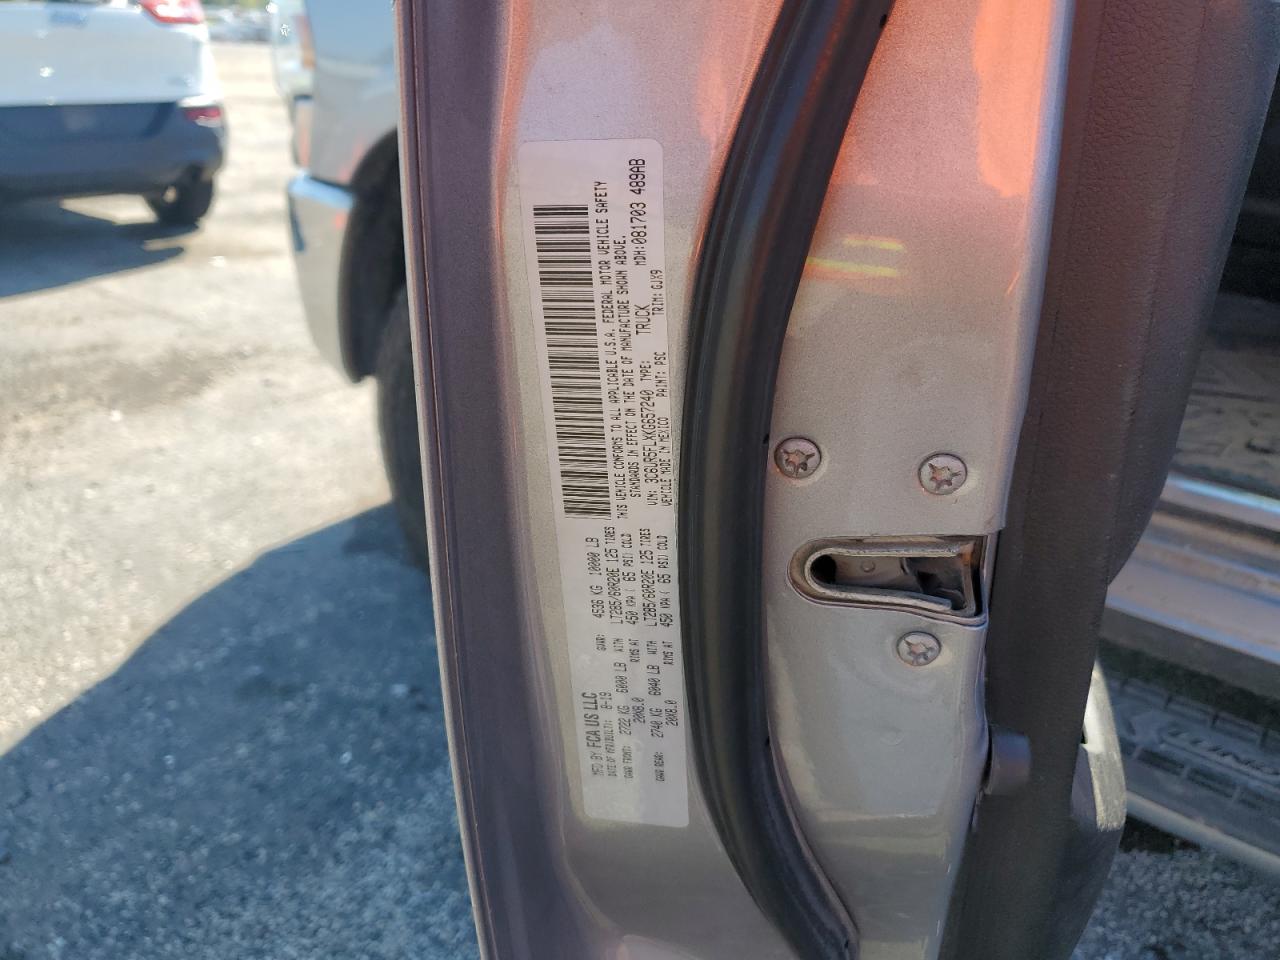 MFD BY FCA US LLC
DATE OF MFR(BUILT): 8-19 GVWR: 4536 KG 10000 LB
GAWR FRONT: 2722 KG 6000 LB WITH LT285/60R20E 125 TIRES
20X8.0 RIMS AT 450 KPA ( 65 PSI) COLD
GAWR REAR: 2740 KG 6040 LB WITH LT285/60R20E 125 TIRES
20X8.0 RIMS AT 450 KPA ( 65 PSI) COLD
THIS VEHICLE CONFORMS TO ALL APPLICABLE U.S.A. FEDERAL MOTOR VEHICLE SAFETY
STANDARDS IN EFFECT ON THE DATE OF MANUFACTURE SHOWN ABOVE.
VIN: 3C6UR5FLXKG657240 TYPE: TRUCK MDH:081703 489AB
VEHICLE MADE IN MEXICO PAINT: PSC TRIM: GJX9